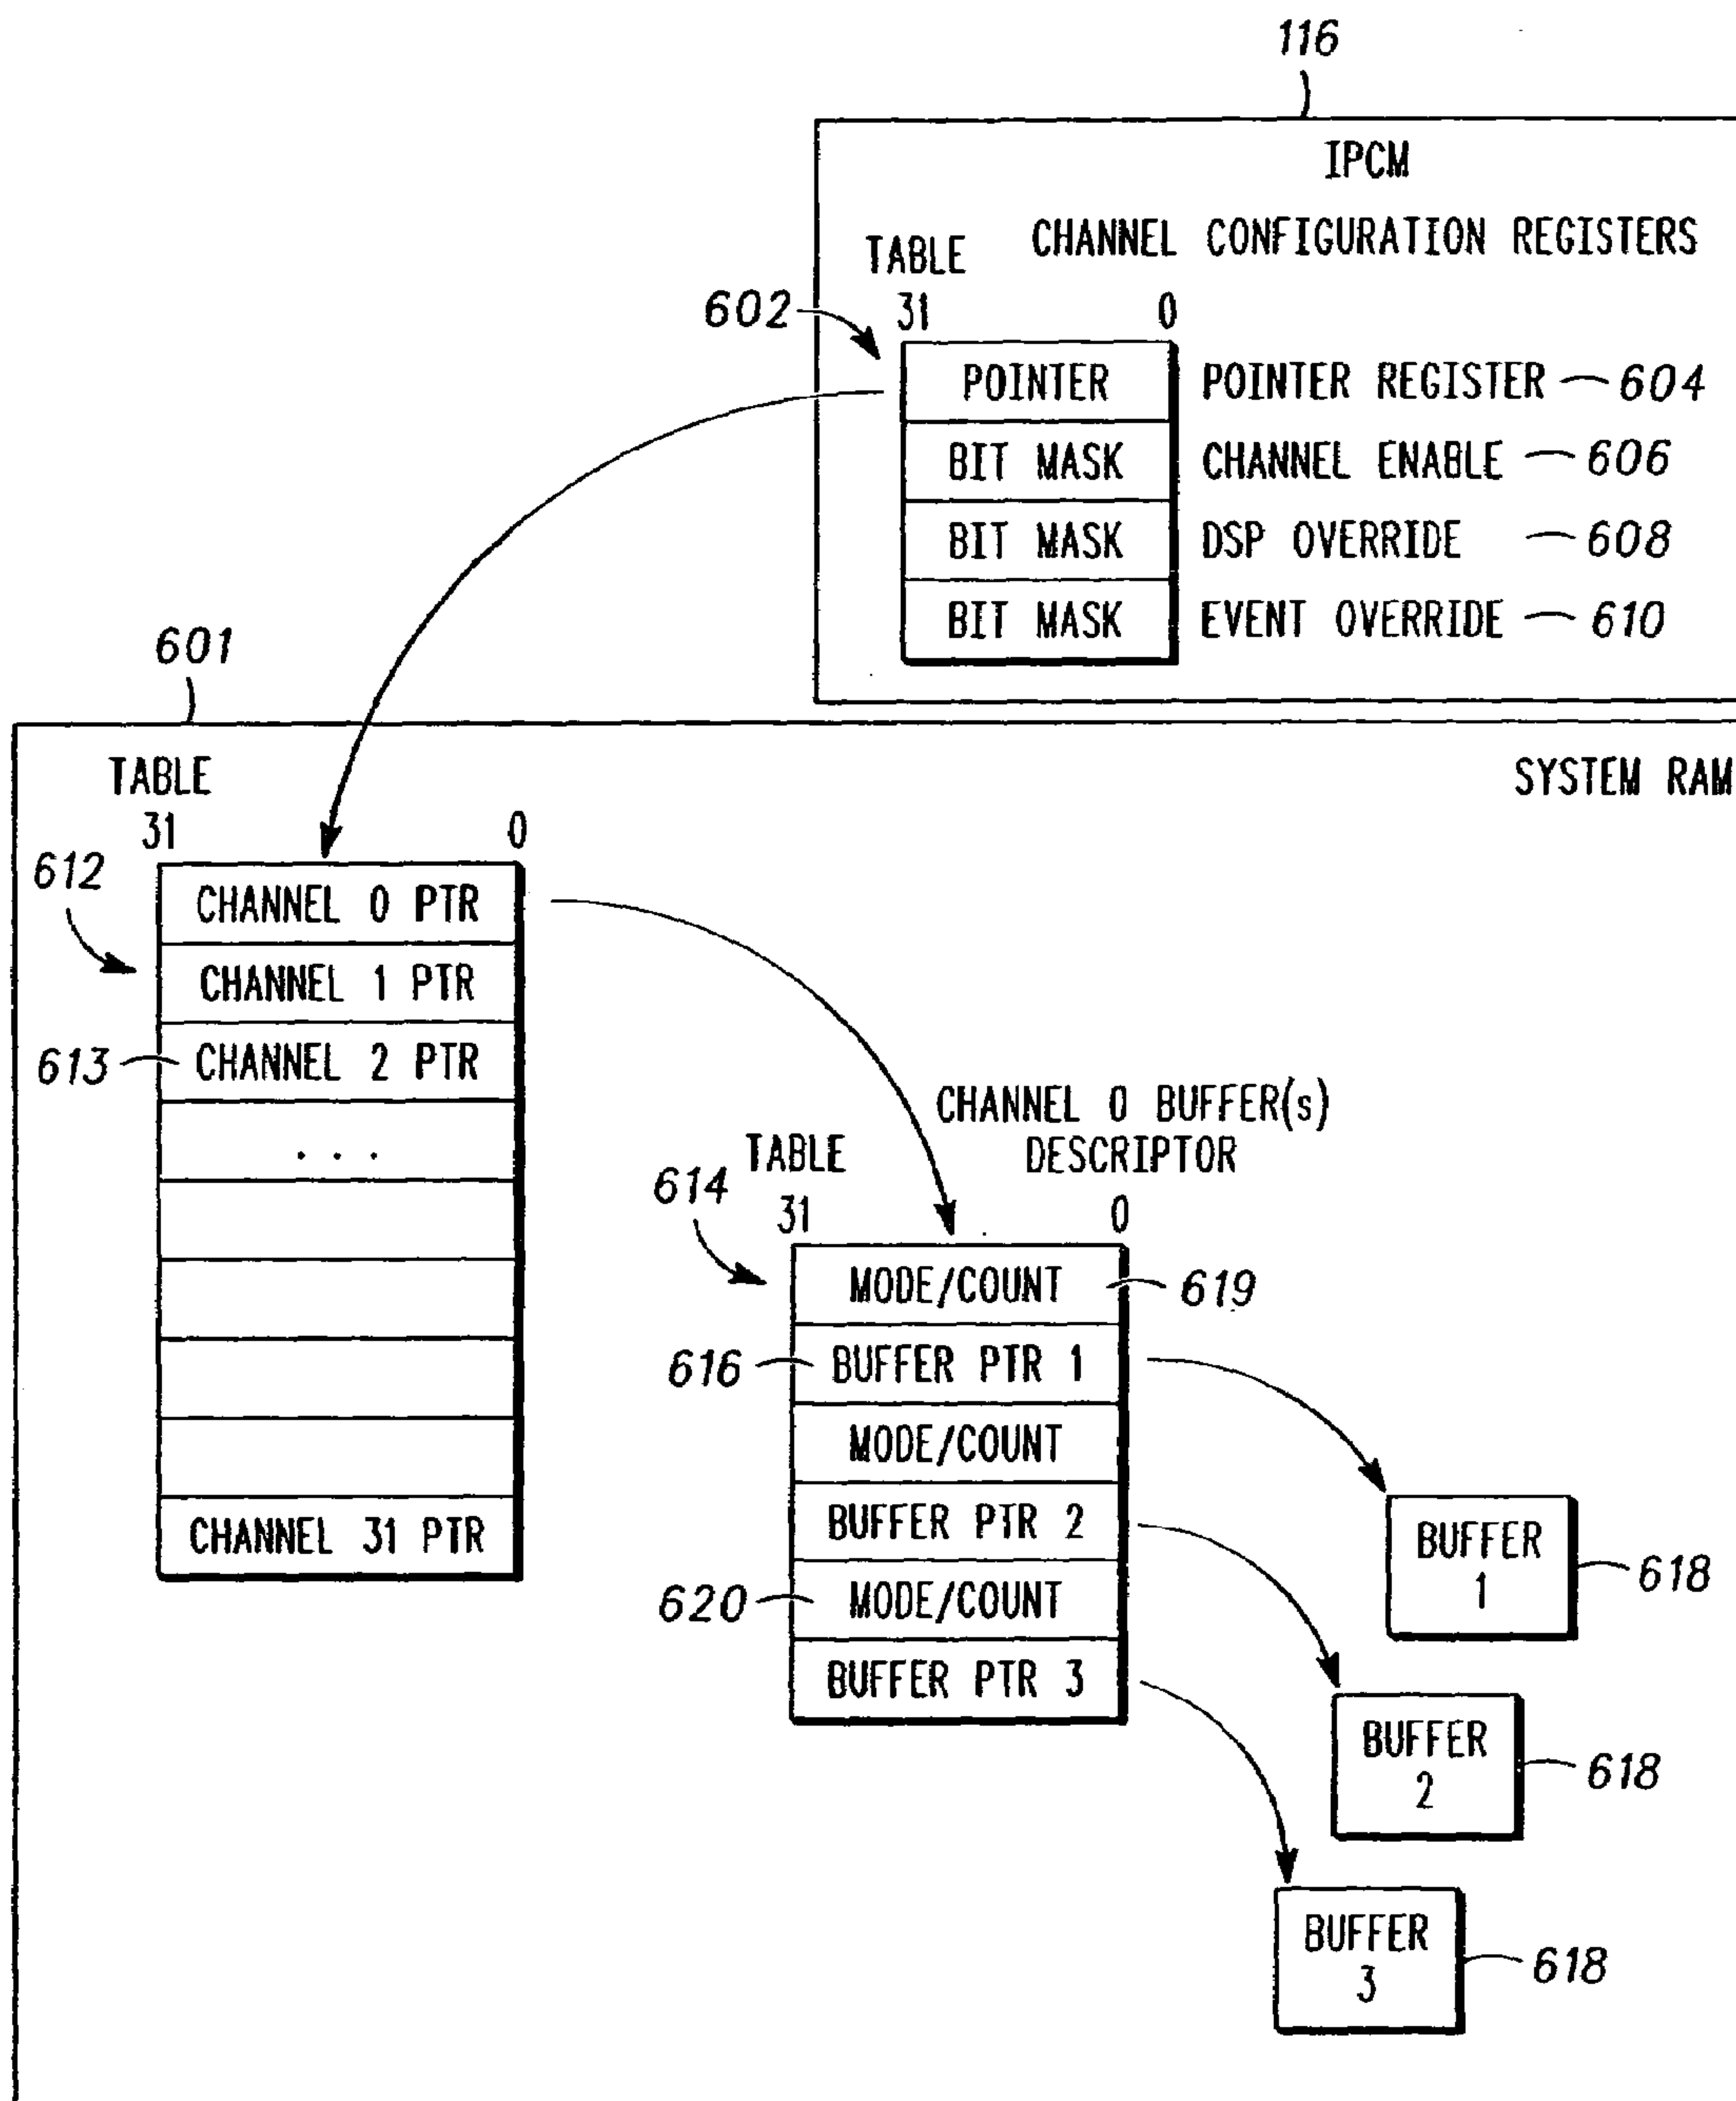 116
IPCM
TABLE CHANNEL CONFIGURATION REGISTERS
602 31 0
POINTER POINTER REGISTER 604
BIT MASK CHANNEL ENABLE 606
BIT MASK DSP OVERRIDE 608
BIT MASK EVENT OVERRIDE 610
601
TABLE SYSTEM RAM
31 0
612
CHANNEL 0 PTR
CHANNEL 1 PTR
613 CHANNEL 2 PTR
. . .
CHANNEL 31 PTR
CHANNEL 0 BUFFER(s)
DESCRIPTOR
614 TABLE
31 0
MODE/COUNT 619
616 BUFFER PTR 1
MODE/COUNT
BUFFER PTR 2
620 MODE/COUNT
BUFFER PTR 3
BUFFER
1
618
BUFFER
2
618
BUFFER
3
618